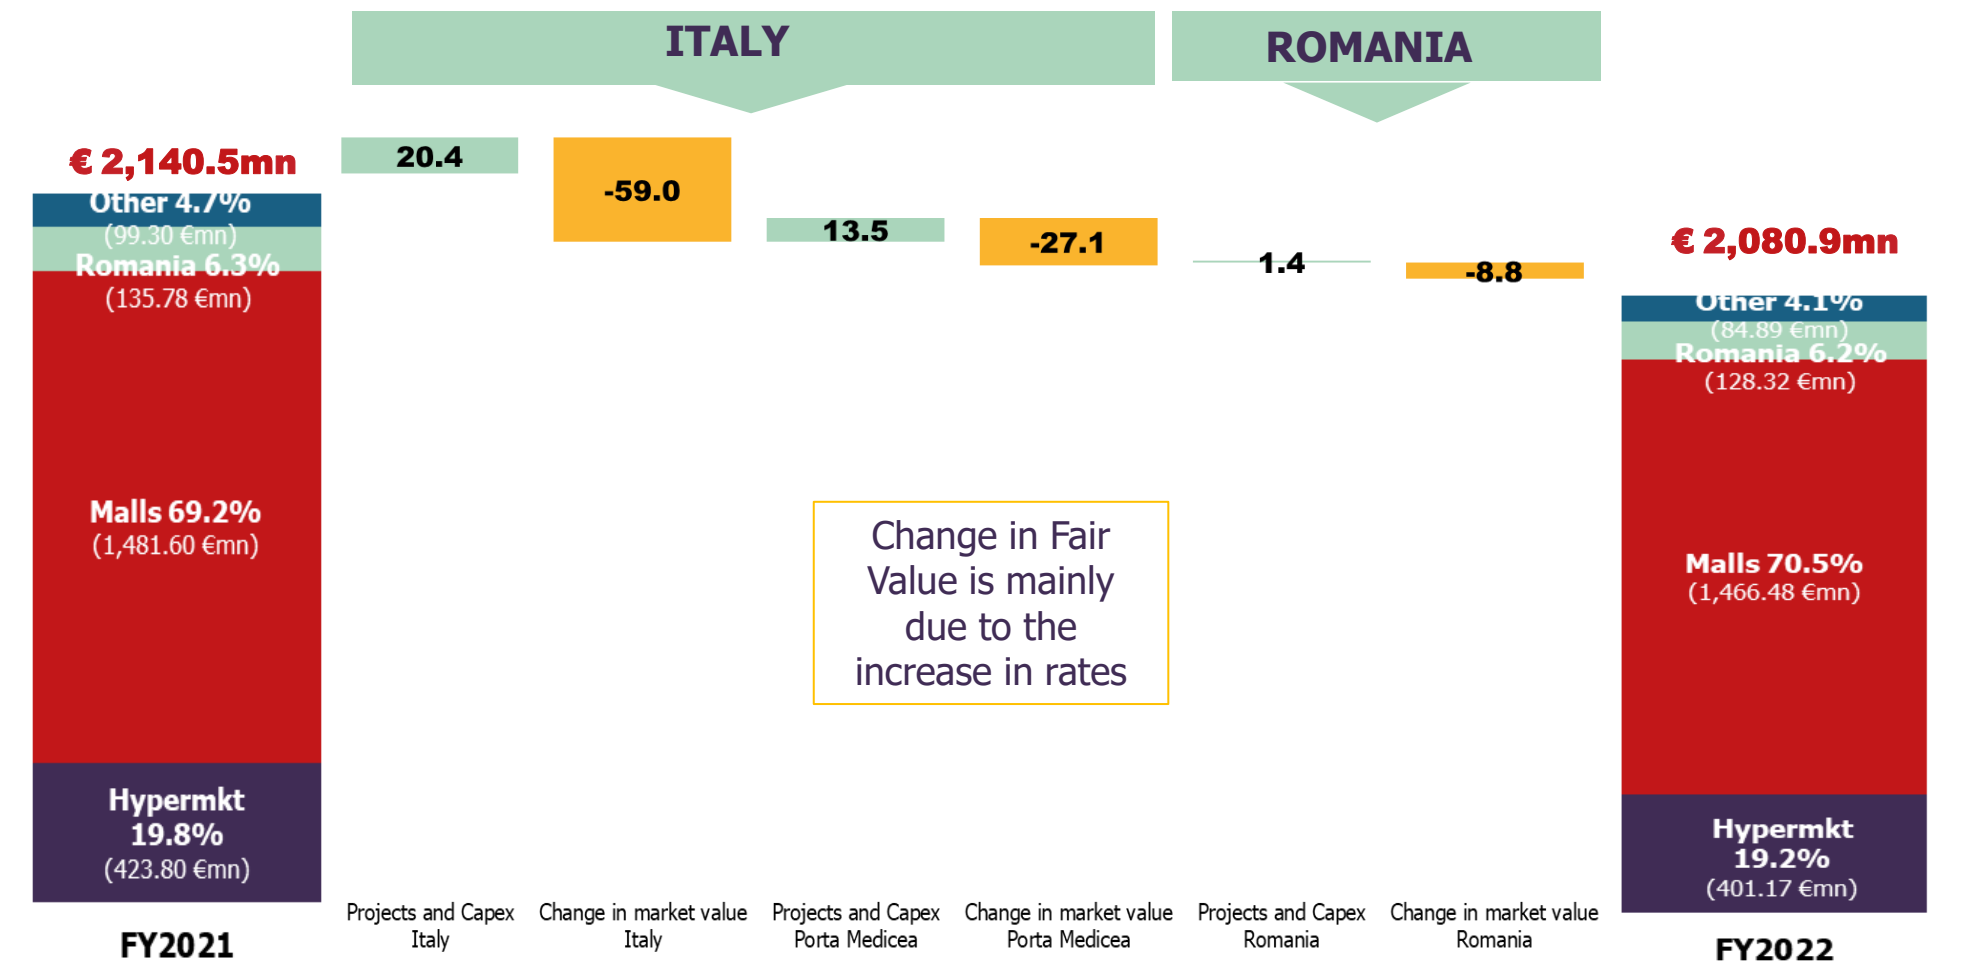 ITALY
ROMANIA
€ 2,140.5mn
Other 4.7%
(99.30 €mn)
Romania 6.3%
(135.78 €mn)
Malls 69.2%
(1,481.60 €mn)
Hypermkt
19.8%
(423.80 €mn)
FY2021
20.4
-59.0
13.5
-27.1
1.4
-8.8
Change in Fair
Value is mainly
due to the
increase in rates
Projects and Capex
Italy
Change in market value
Italy
Projects and Capex
Porta Medicea
Change in market value
Porta Medicea
Projects and Capex
Romania
Change in market value
Romania
€ 2,080.9mn
Other 4.1%
(84.89 €mn)
Romania 6.2%
(128.32 €mn)
Malls 70.5%
(1,466.48 €mn)
Hypermkt
19.2%
(401.17 €mn)
FY2022